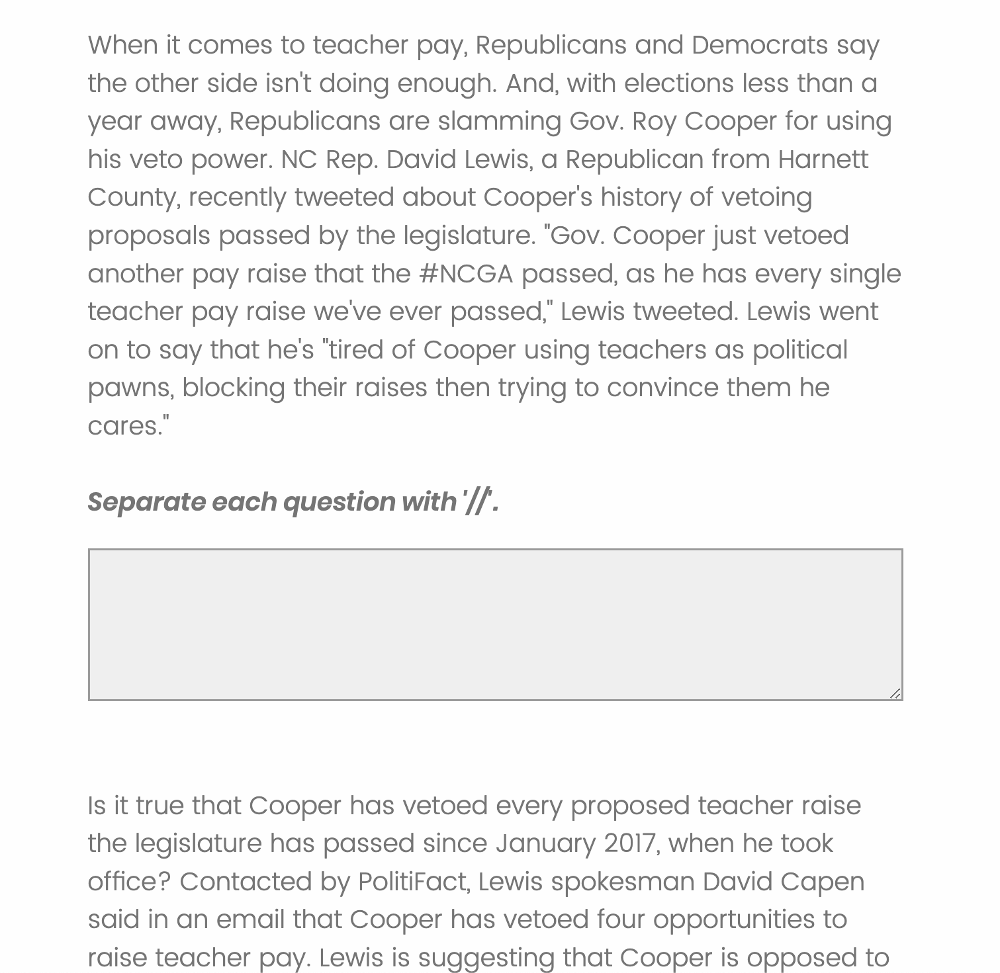 When it comes to teacher pay, Republicans and Democrats say
the other side isn't doing enough. And, with elections less than a
year away, Republicans are slamming Gov. Roy Cooper for using
his veto power. NC Rep. David Lewis, a Republican from Harnett
County, recently tweeted about Cooper's history of vetoing
proposals passed by the legislature. "Gov. Cooper just vetoed
another pay raise that the #NCGA passed, as he has every single
teacher pay raise we've ever passed," Lewis tweeted. Lewis went
on to say that he's "tired of Cooper using teachers as political
pawns, blocking their raises then trying to convince them he
cares."
Separate each question with '//'.
Is it true that Cooper has vetoed every proposed teacher raise
the legislature has passed since January 2017, when he took
office? Contacted by PolitiFact, Lewis spokesman David Capen
said in an email that Cooper has vetoed four opportunities to
raise teacher pay. Lewis is suggesting that Cooper is opposed to